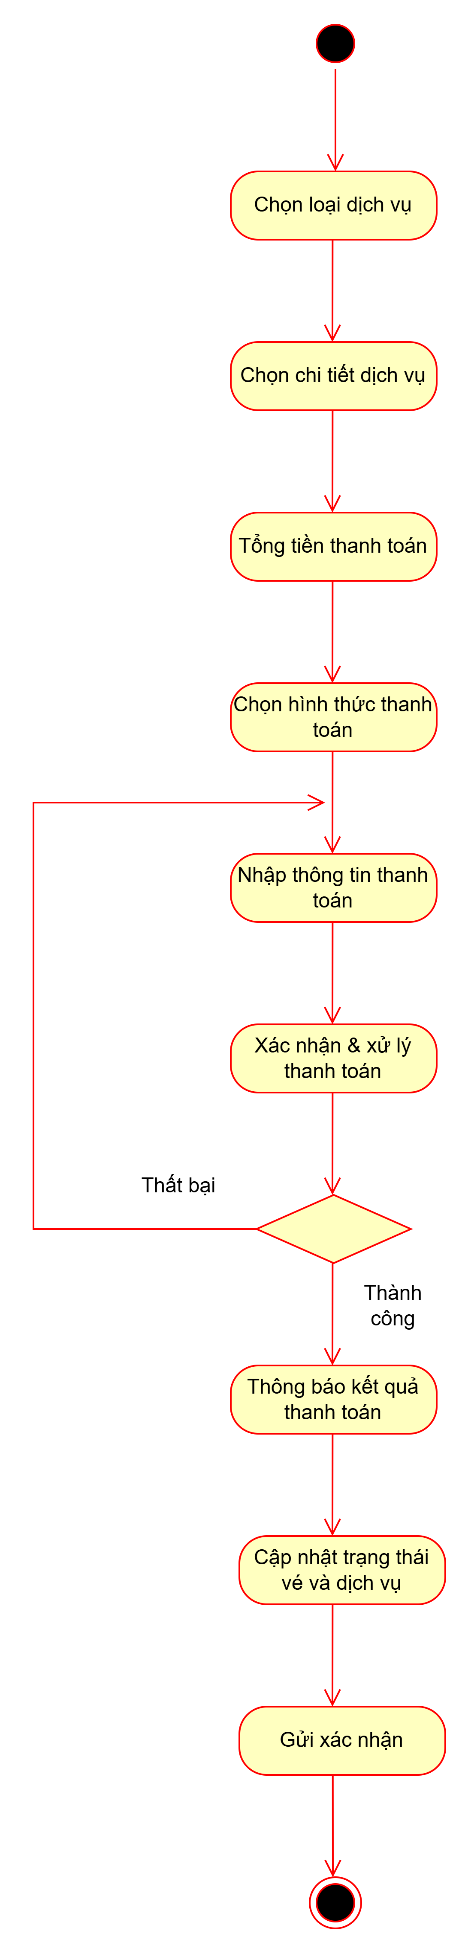 Chọn loại dịch vụ
Chọn chi tiết dịch vụ
Tổng tiền thanh toán
Chọn hình thức thanh
toán
Nhập thông tin thanh
toán
Xác nhận & xử lý
thanh toán
Thất bại
Thành
công
Thông báo kết quả
thanh toán
Cập nhật trạng thái
vé và dịch vụ
Gửi xác nhận